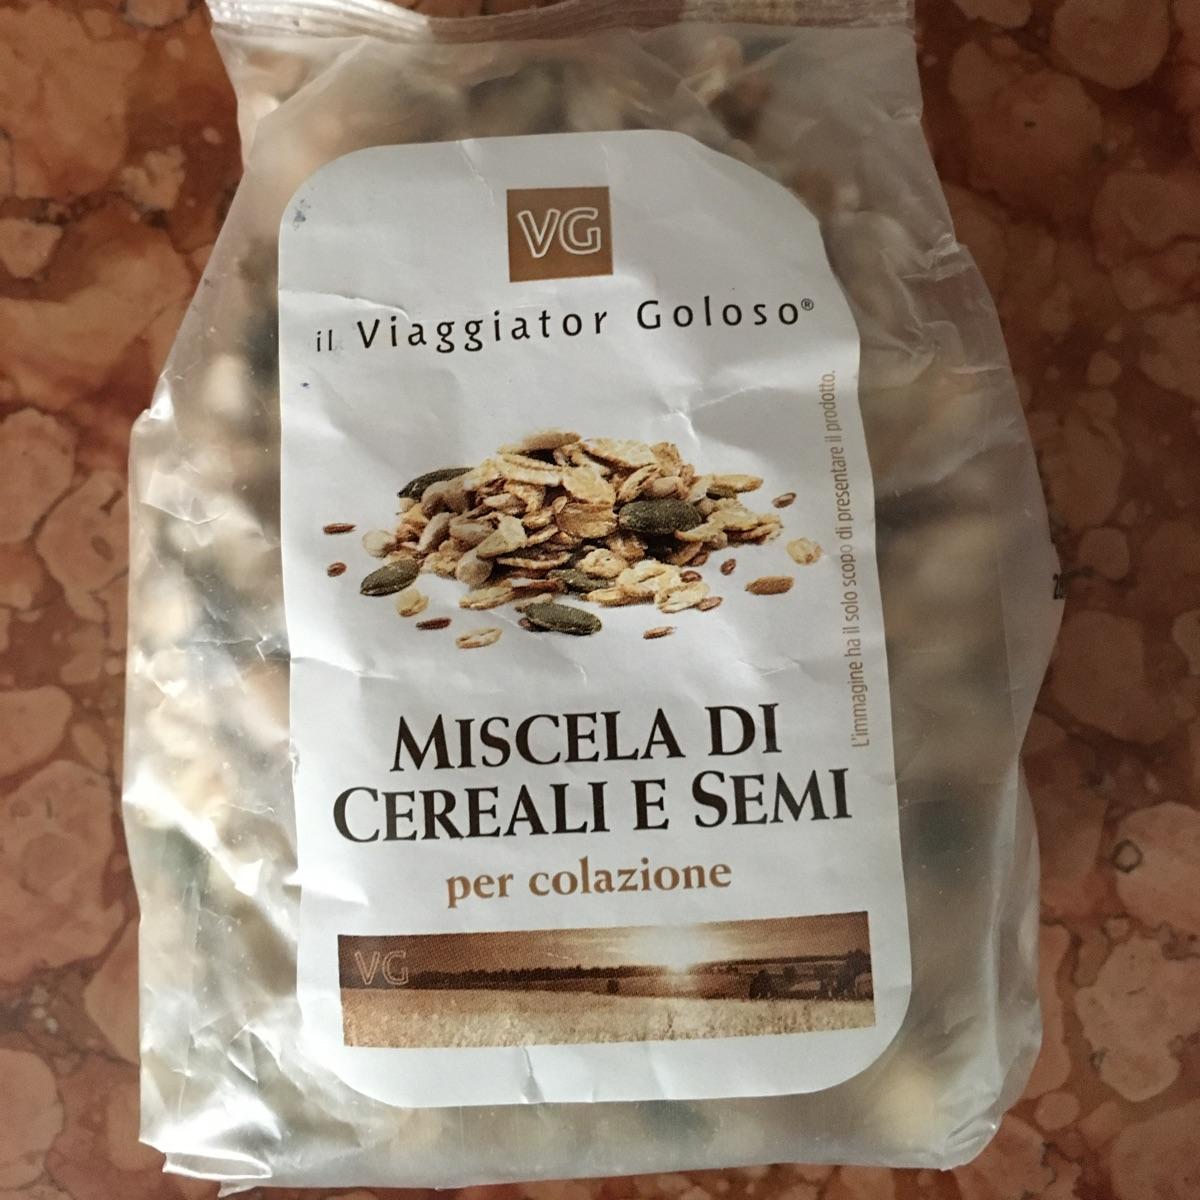 VG
il Viaggiator Goloso®
L'immagine ha il solo scopo di presentare il prodotto.
MISCELA DI
CEREALI E SEMI
per colazione
VG